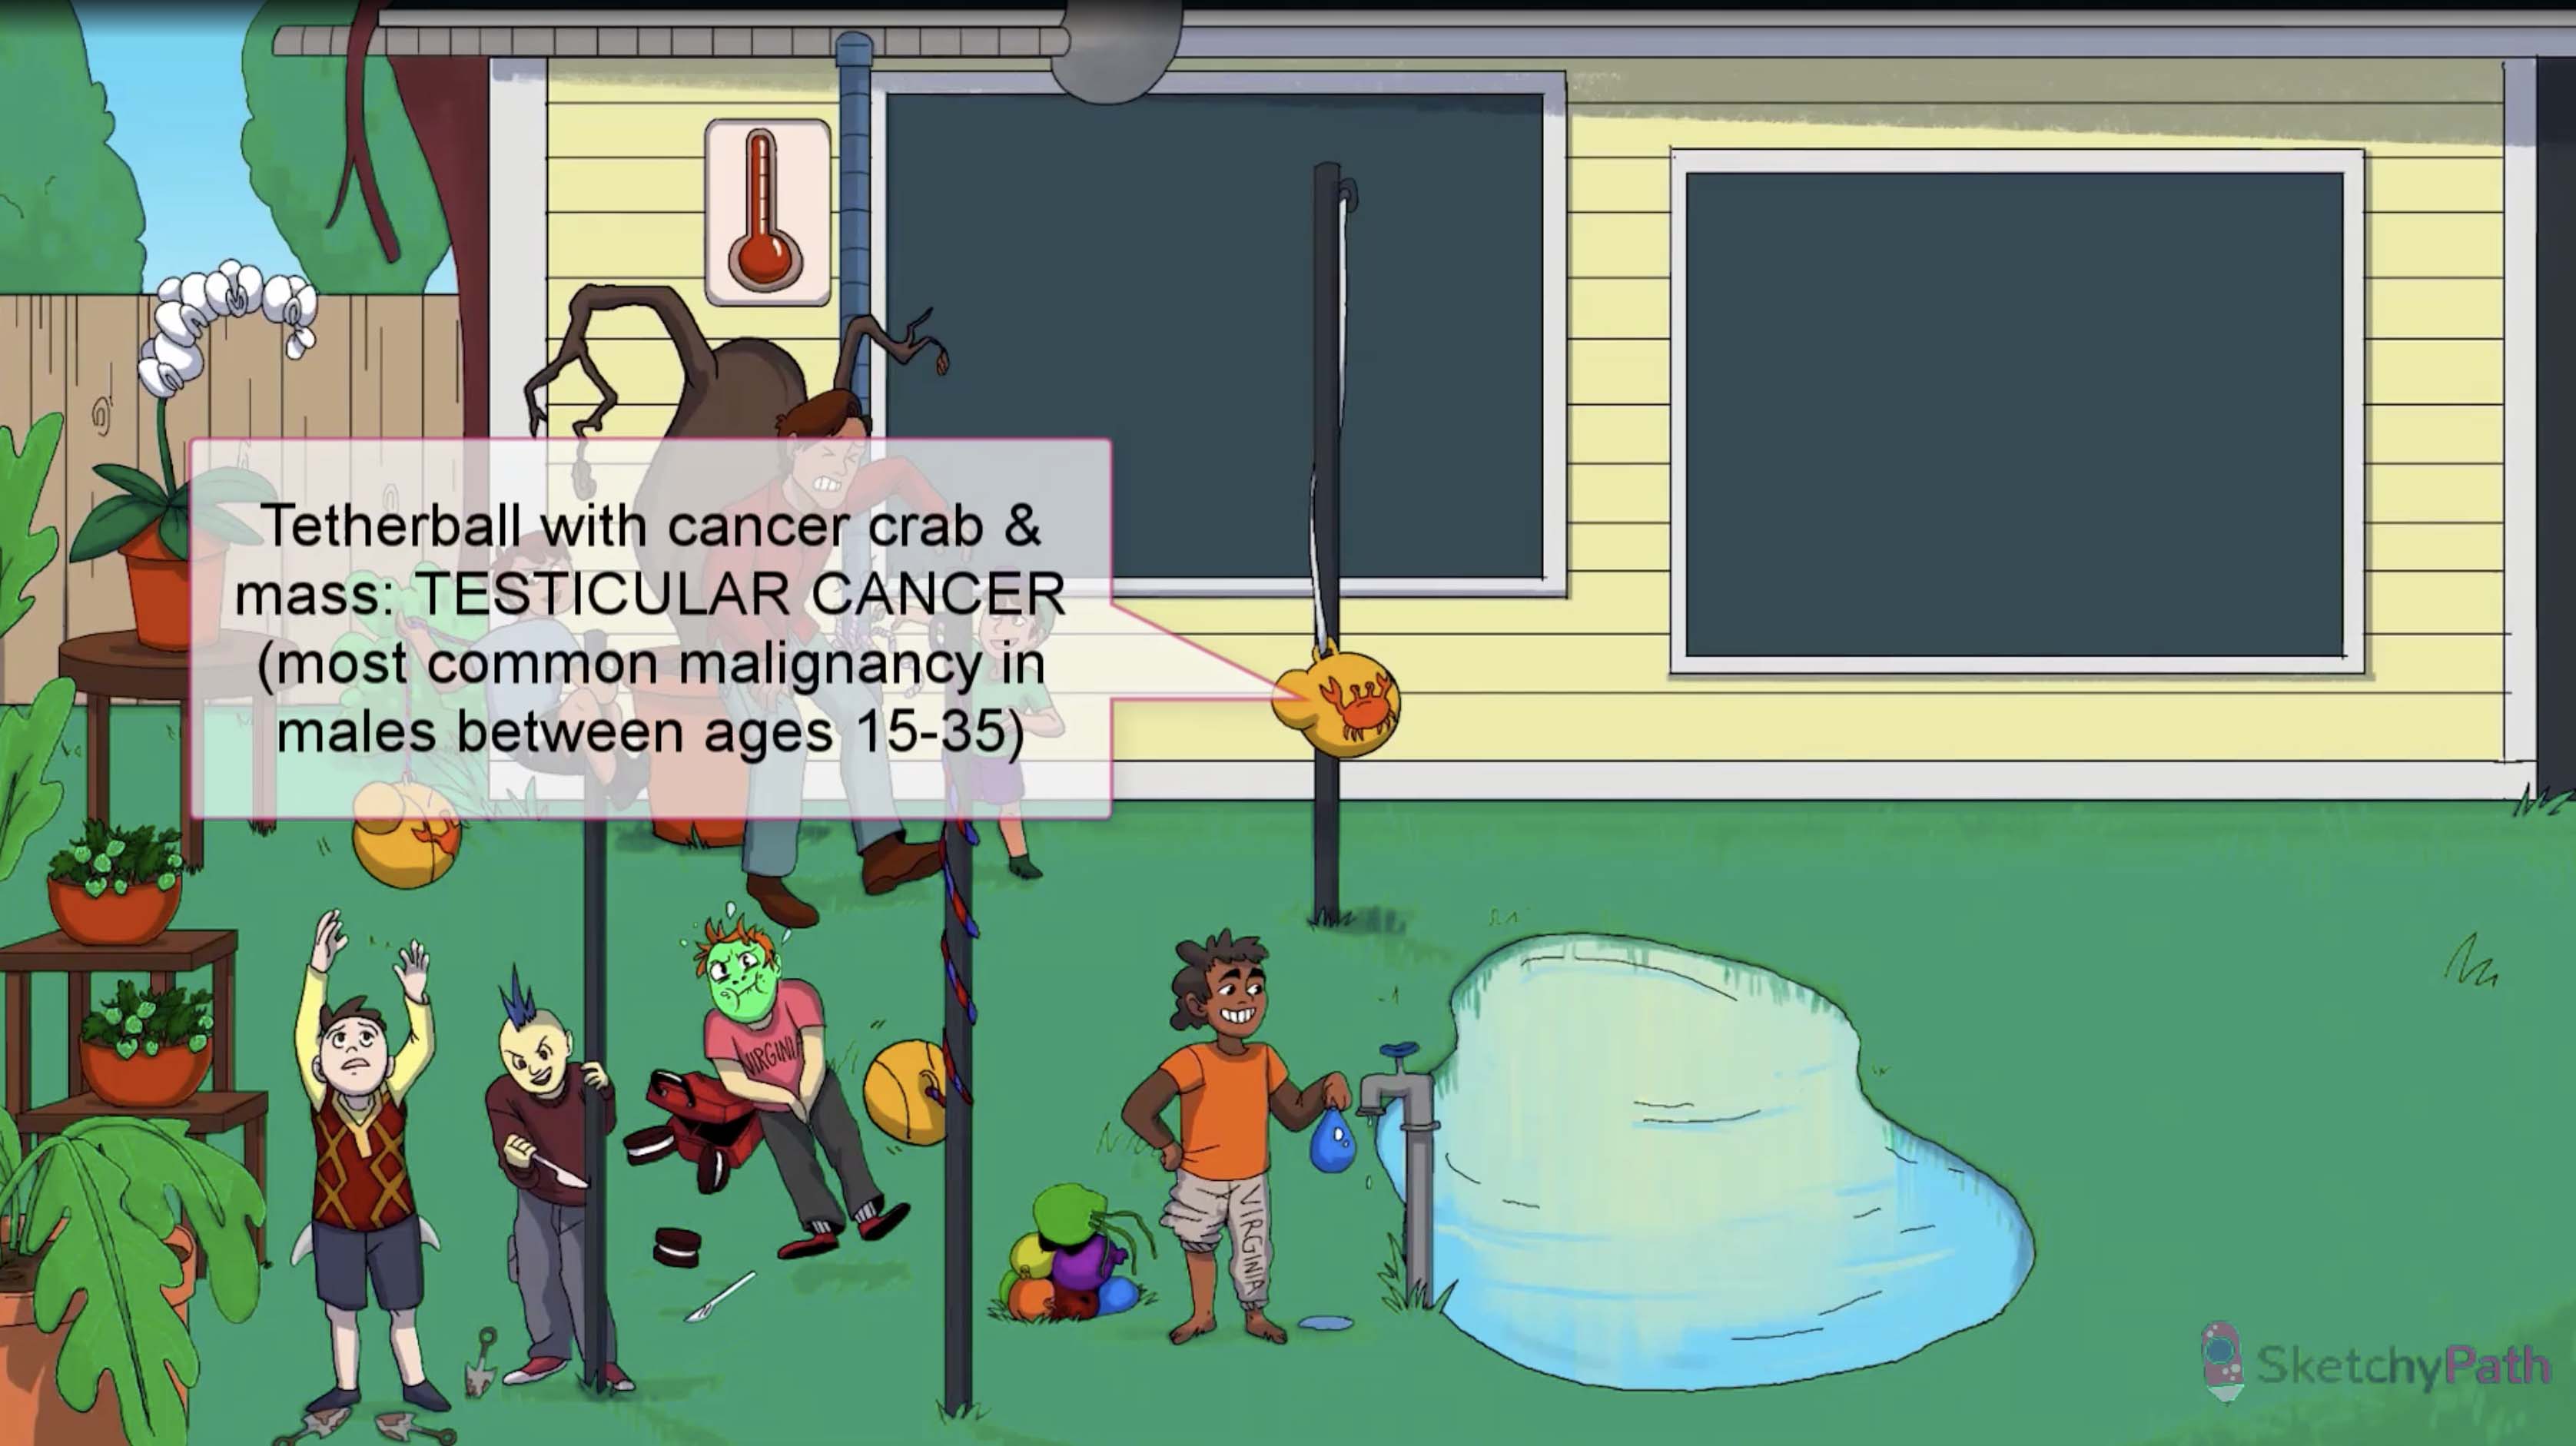 Tetherball with cancer crab &
mass: TESTICULAR CANCER
(most common malignancy in
males between ages 15-35)
VIRGINIA
VIRGINIA
SketchyPath